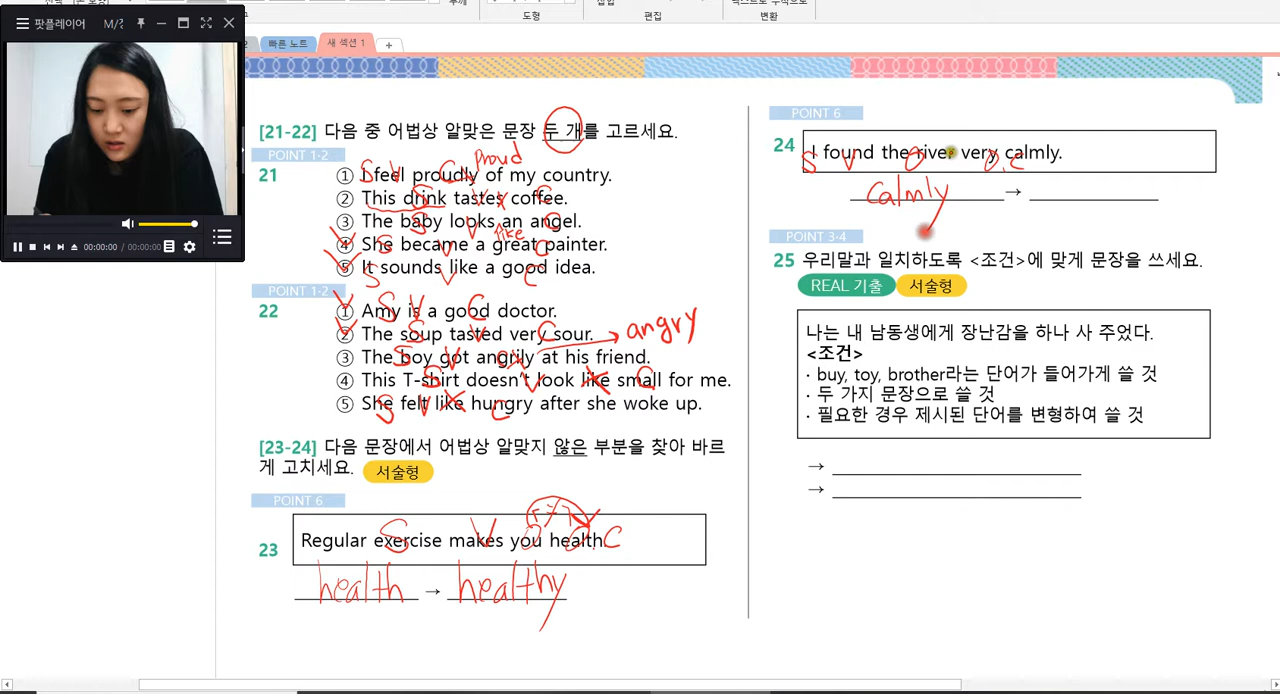 도형
편집
변환
팟플레이어
00:00:00 / 00:00:00
빠른 노트
새 섹션 1
[21-22] 다음 중 어법상 알맞은 문장 두 개를 고르세요.
POINT 1-2
Proud
S V C
21 ① I feel proudly of my country.
② This drink tastes coffee.
S V C
③ The baby looks an angel.
S V like C
④ She became a great painter.
S V C
⑤ It sounds like a good idea.
S V C
POINT 1-2
22 ① Amy is a good doctor.
S V C
② The soup tasted very sour.
S V C
angry
③ The boy got angrily at his friend.
S V C
④ This T-shirt doesn't look like small for me.
S V C
⑤ She felt like hungry after she woke up.
S V C
[23-24] 다음 문장에서 어법상 알맞지 않은 부분을 찾아 바르
게 고치세요. 서술형
POINT 6
23 Regular exercise makes you health.
S V O O.C
health → healthy
POINT 6
24 I found the river very calmly.
S V O O.C
calmly →
POINT 3·4
25 우리말과 일치하도록 <조건>에 맞게 문장을 쓰세요.
REAL 기출 서술형
나는 내 남동생에게 장난감을 하나 사 주었다.
<조건>
· buy, toy, brother라는 단어가 들어가게 쓸 것
· 두 가지 문장으로 쓸 것
· 필요한 경우 제시된 단어를 변형하여 쓸 것
→
→